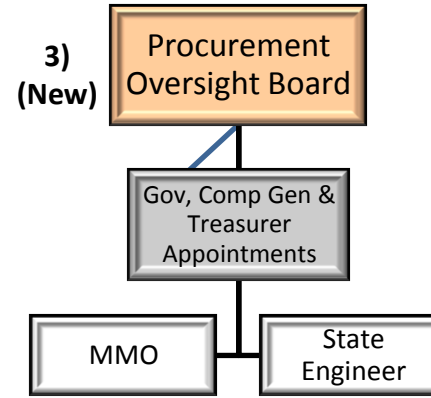 3)
(New)
Procurement
Oversight Board
Gov, Comp Gen &
Treasurer
Appointments
MMO
State
Engineer